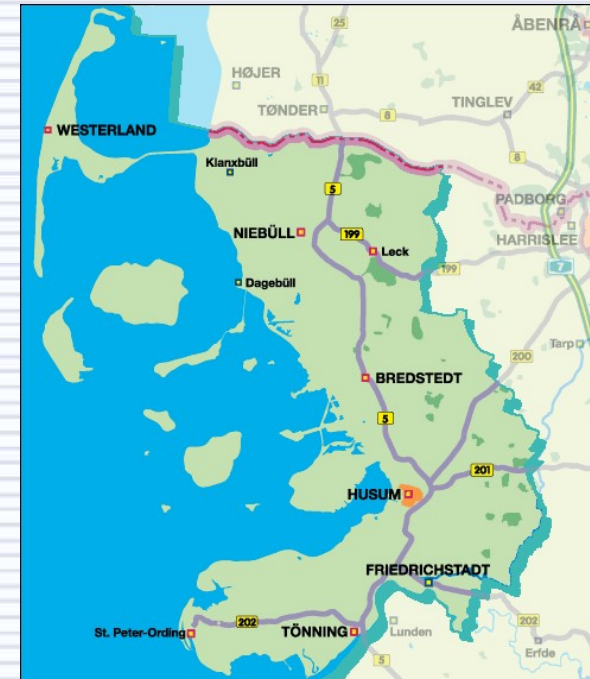 25
ÅBENRÅ
HØJER
11
42
TØNDER
TINGLEV
8
WESTERLAND
8
Klanxbüll
5
PADBORG
NIEBÜLL
199
HARRISLEE
Leck
199
7
Dagebüll
Tarp
200
BREDSTEDT
5
201
HUSUM
FRIEDRICHSTADT
202
202
St. Peter-Ording
TÖNNING
Lunden
Erfde
5